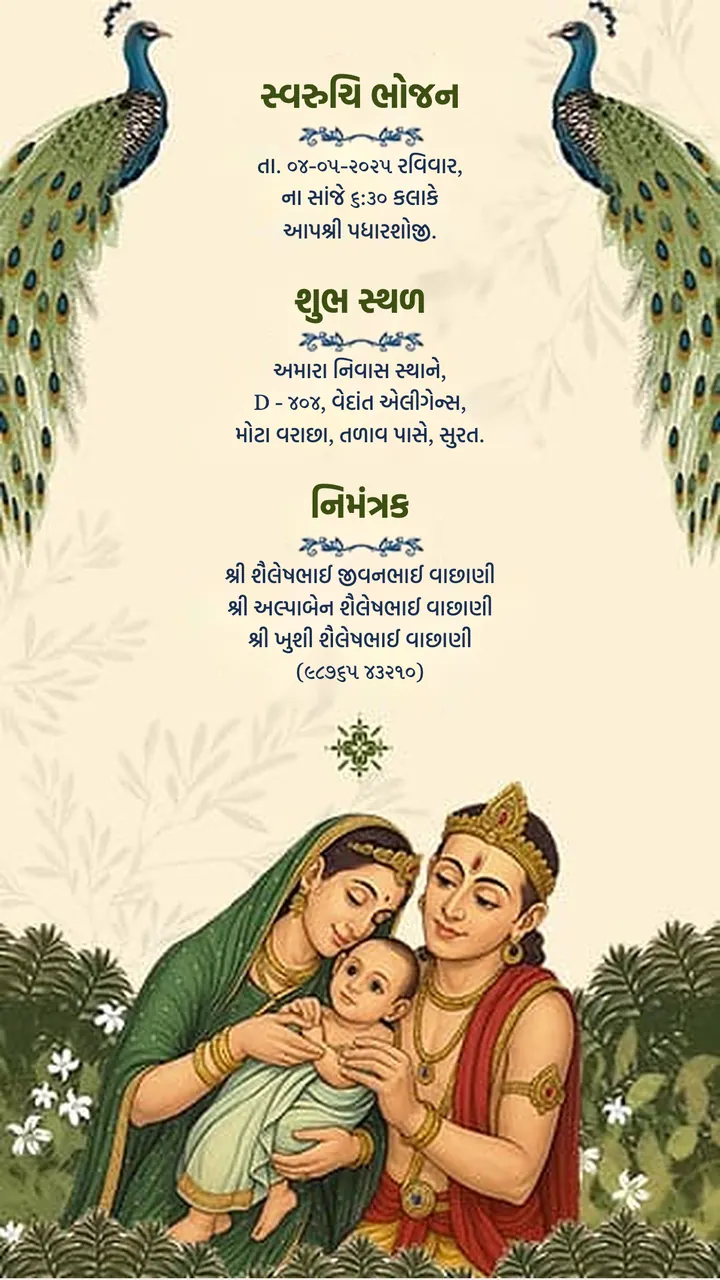 સ્વરુચિ ભોજન
તા. ૦૪-૦૫-૨૦૨૫ રવિવાર,
ના સાંજે ૬:૩૦ કલાકે
આપશ્રી પધારશોજી.
શુભ સ્થળ
અમારા નિવાસ સ્થાને,
D - ૪૦૪, વેદાંત એલીગેન્સ,
મોટા વરાછા, તળાવ પાસે, સુરત.
નિમંત્રક
શ્રી શૈલેષભાઈ જીવનભાઈ વાછાણી
શ્રી અલ્પાબેન શૈલેષભાઈ વાછાણી
શ્રી ખુશી શૈલેષભાઈ વાછાણી
(૯૮૭૬૫ ૪૩૨૧૦)